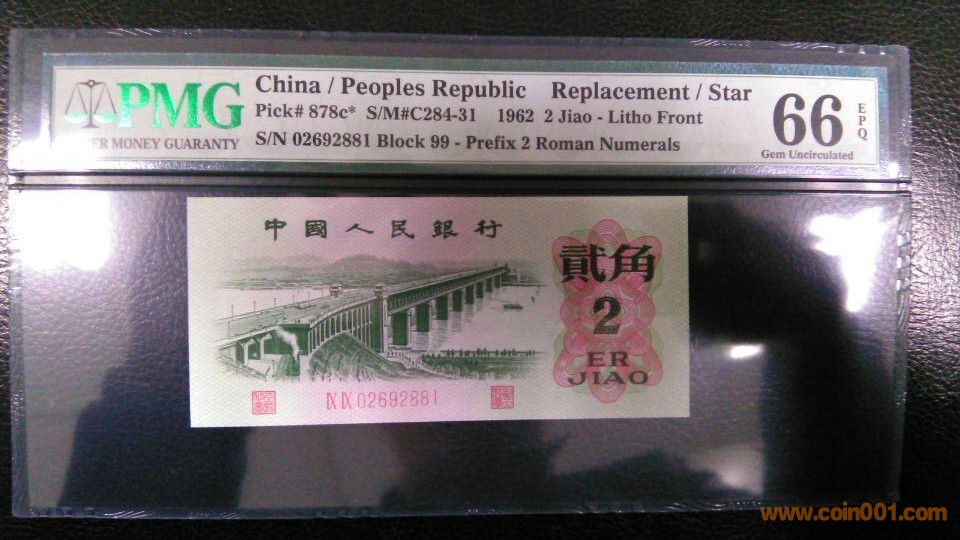 PMG
ER MONEY GUARANTY
China / Peoples Republic Replacement / Star
Pick# 878c* S/M#C284-31 1962 2 Jiao - Litho Front
S/N 02692881 Block 99 - Prefix 2 Roman Numerals
66
EPQ
Gem Uncirculated
中國人民銀行
貳角
2
ER
JIAO
ⅨⅨ 02692881
www.coin001.com